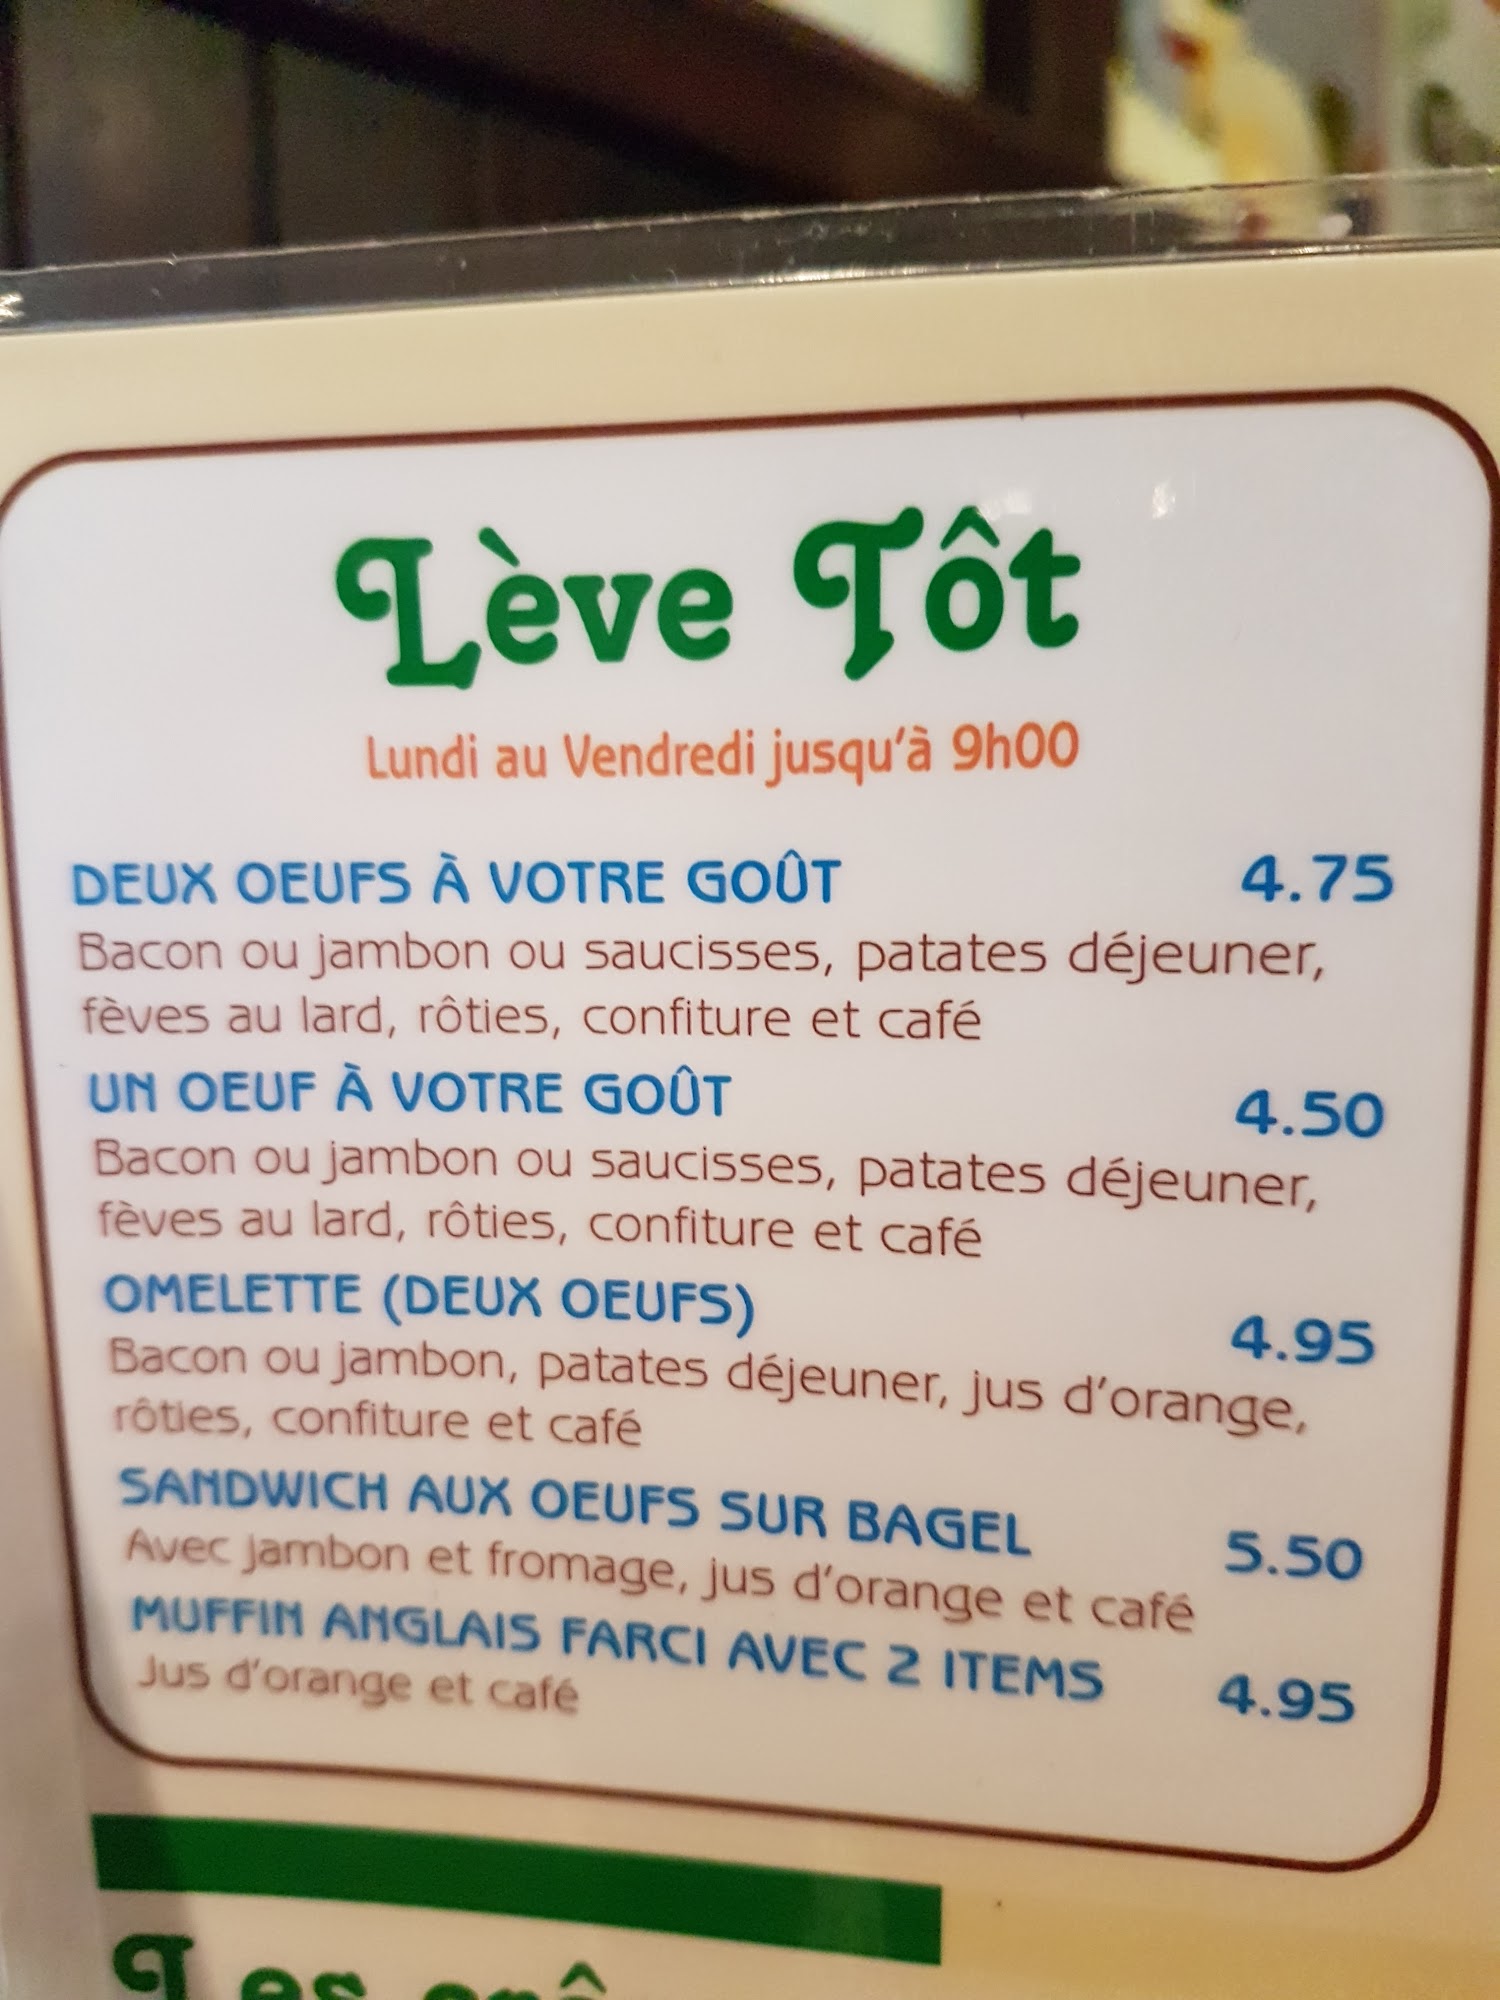 Lève Tôt
Lundi au Vendredi jusqu'à 9h00
DEUX OEUFS À VOTRE GOÛT 4.75
Bacon ou jambon ou saucisses, patates déjeuner,
fèves au lard, rôties, confiture et café
UN OEUF À VOTRE GOÛT 4.50
Bacon ou jambon ou saucisses, patates déjeuner,
fèves au lard, rôties, confiture et café
OMELETTE (DEUX OEUFS) 4.95
Bacon ou jambon, patates déjeuner, jus d'orange,
rôties, confiture et café
SANDWICH AUX OEUFS SUR BAGEL 5.50
Avec jambon et fromage, jus d'orange et café
MUFFIN ANGLAIS FARCI AVEC 2 ITEMS 4.95
Jus d'orange et café
Les